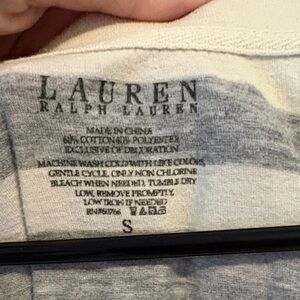 LAUREN
RALPH LAUREN
MADE IN CHINA
60% COTTON 40% POLYESTER
EXCLUSIVE OF DECORATION
MACHINE WASH COLD WITH LIKE COLORS,
GENTLE CYCLE, ONLY NON CHLORINE
BLEACH WHEN NEEDED. TUMBLE DRY
LOW, REMOVE PROMPTLY,
LOW IRON IF NEEDED
S